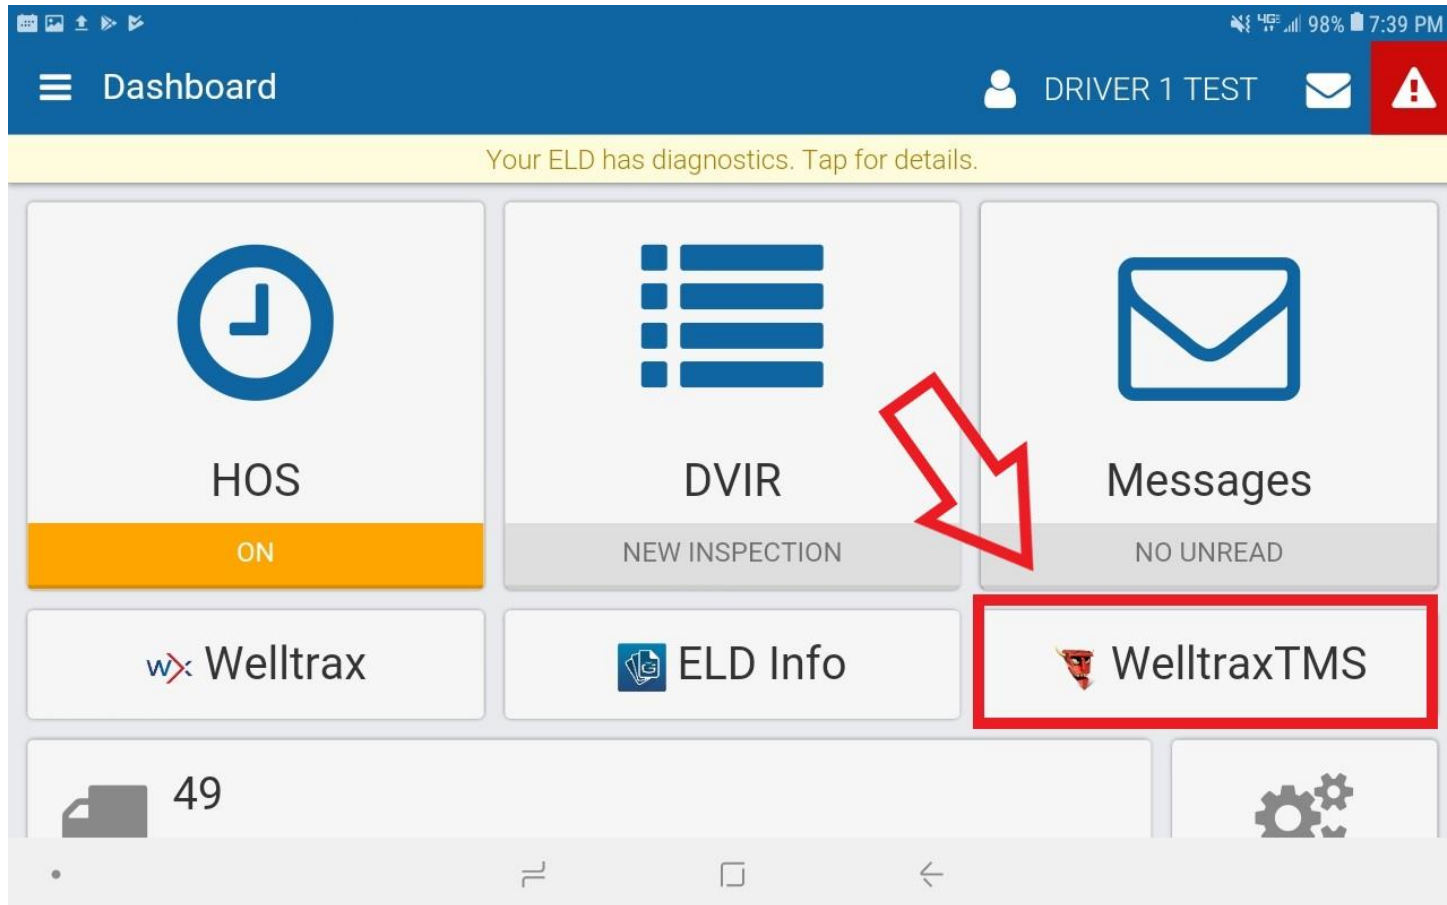 4G 98% 7:39 PM
Dashboard DRIVER 1 TEST
Your ELD has diagnostics. Tap for details.
HOS DVIR Messages
ON NEW INSPECTION NO UNREAD
Welltrax ELD Info WelltraxTMS
49